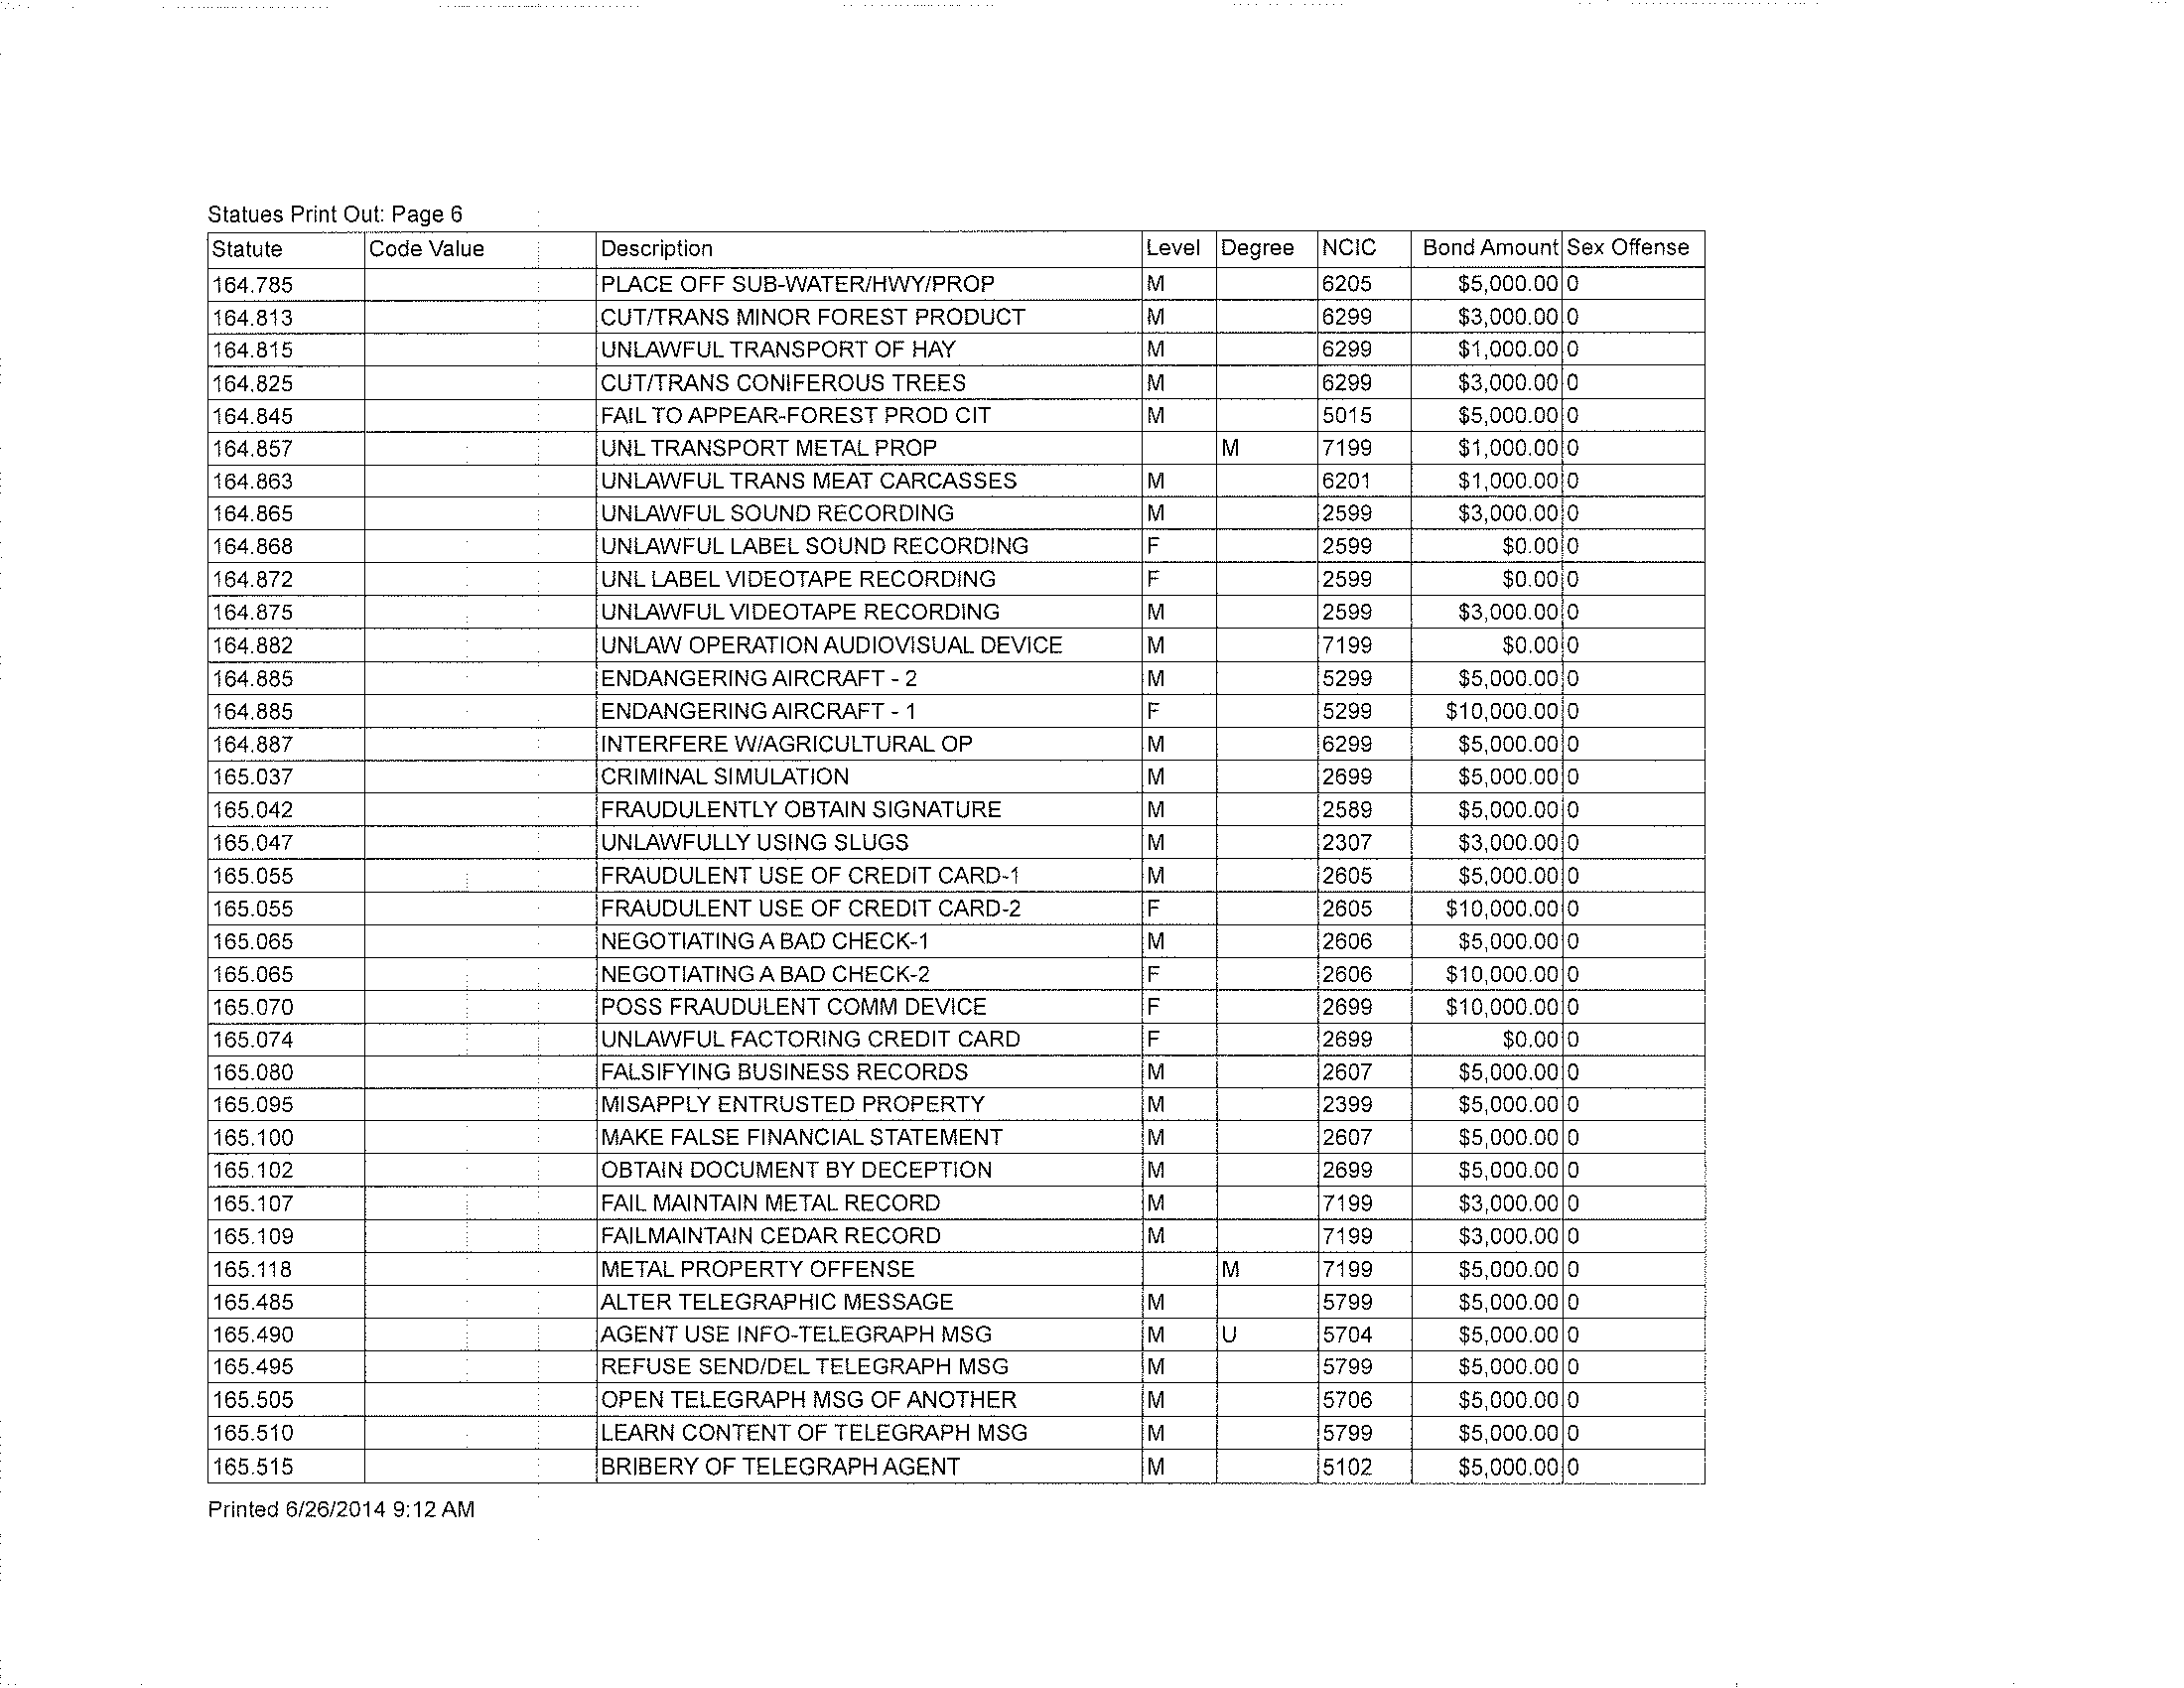 Statues Print Out: Page 6
Statute Code Value Description Level Degree NCIC Bond Amount Sex Offense
164.785 PLACE OFF SUB-WATER/HWY/PROP M 6205 $5,000.00 0
164.813 CUT/TRANS MINOR FOREST PRODUCT M 6299 $3,000.00 0
164.815 UNLAWFUL TRANSPORT OF HAY M 6299 $1,000.00 0
164.825 CUT/TRANS CONIFEROUS TREES M 6299 $3,000.00 0
164.845 FAIL TO APPEAR-FOREST PROD CIT M 5015 $5,000.00 0
164.857 UNL TRANSPORT METAL PROP M 7199 $1,000.00 0
164.863 UNLAWFUL TRANS MEAT CARCASSES M 6201 $1,000.00 0
164.865 UNLAWFUL SOUND RECORDING M 2599 $3,000.00 0
164.868 UNLAWFUL LABEL SOUND RECORDING F 2599 $0.00 0
164.872 UNL LABEL VIDEOTAPE RECORDING F 2599 $0.00 0
164.875 UNLAWFUL VIDEOTAPE RECORDING M 2599 $3,000.00 0
164.882 UNLAW OPERATION AUDIOVISUAL DEVICE M 7199 $0.00 0
164.885 ENDANGERING AIRCRAFT - 2 M 5299 $5,000.00 0
164.885 ENDANGERING AIRCRAFT - 1 F 5299 $10,000.00 0
164.887 INTERFERE W/AGRICULTURAL OP M 6299 $5,000.00 0
165.037 CRIMINAL SIMULATION M 2699 $5,000.00 0
165.042 FRAUDULENTLY OBTAIN SIGNATURE M 2589 $5,000.00 0
165.047 UNLAWFULLY USING SLUGS M 2307 $3,000.00 0
165.055 FRAUDULENT USE OF CREDIT CARD-1 M 2605 $5,000.00 0
165.055 FRAUDULENT USE OF CREDIT CARD-2 F 2605 $10,000.00 0
165.065 NEGOTIATING A BAD CHECK-1 M 2606 $5,000.00 0
165.065 NEGOTIATING A BAD CHECK-2 F 2606 $10,000.00 0
165.070 POSS FRAUDULENT COMM DEVICE F 2699 $10,000.00 0
165.074 UNLAWFUL FACTORING CREDIT CARD F 2699 $0.00 0
165.080 FALSIFYING BUSINESS RECORDS M 2607 $5,000.00 0
165.095 MISAPPLY ENTRUSTED PROPERTY M 2399 $5,000.00 0
165.100 MAKE FALSE FINANCIAL STATEMENT M 2607 $5,000.00 0
165.102 OBTAIN DOCUMENT BY DECEPTION M 2699 $5,000.00 0
165.107 FAIL MAINTAIN METAL RECORD M 7199 $3,000.00 0
165.109 FAILMAINTAIN CEDAR RECORD M 7199 $3,000.00 0
165.118 METAL PROPERTY OFFENSE M 7199 $5,000.00 0
165.485 ALTER TELEGRAPHIC MESSAGE M 5799 $5,000.00 0
165.490 AGENT USE INFO-TELEGRAPH MSG M U 5704 $5,000.00 0
165.495 REFUSE SEND/DEL TELEGRAPH MSG M 5799 $5,000.00 0
165.505 OPEN TELEGRAPH MSG OF ANOTHER M 5706 $5,000.00 0
165.510 LEARN CONTENT OF TELEGRAPH MSG M 5799 $5,000.00 0
165.515 BRIBERY OF TELEGRAPH AGENT M 5102 $5,000.00 0
Printed 6/26/2014 9:12 AM